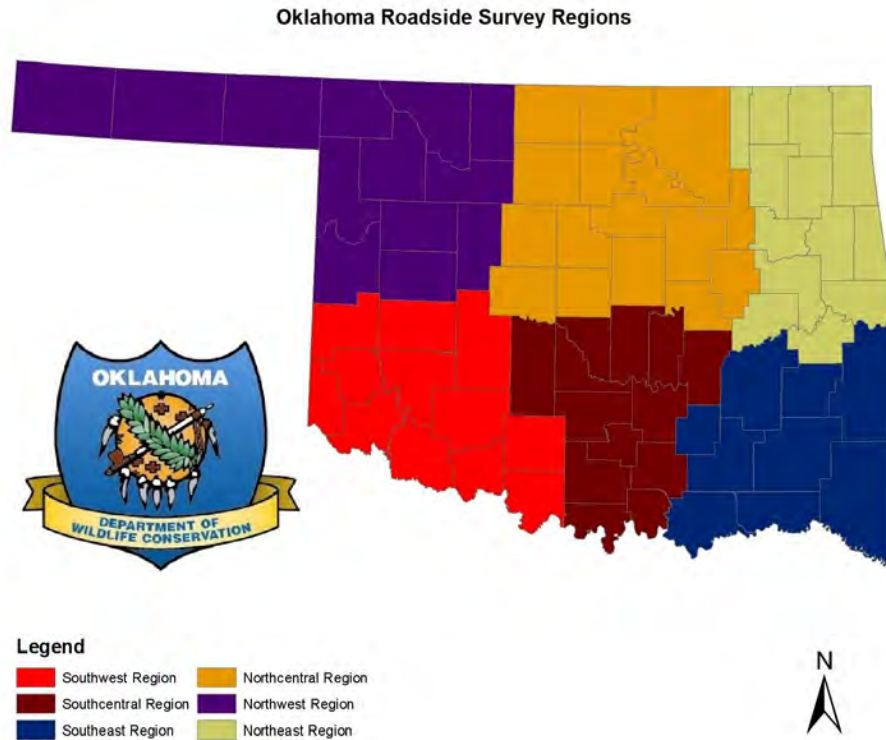 Oklahoma Roadside Survey Regions
OKLAHOMA
DEPARTMENT OF
WILDLIFE CONSERVATION
Legend
Southwest Region
Northcentral Region
Southcentral Region
Northwest Region
Southeast Region
Northeast Region
N